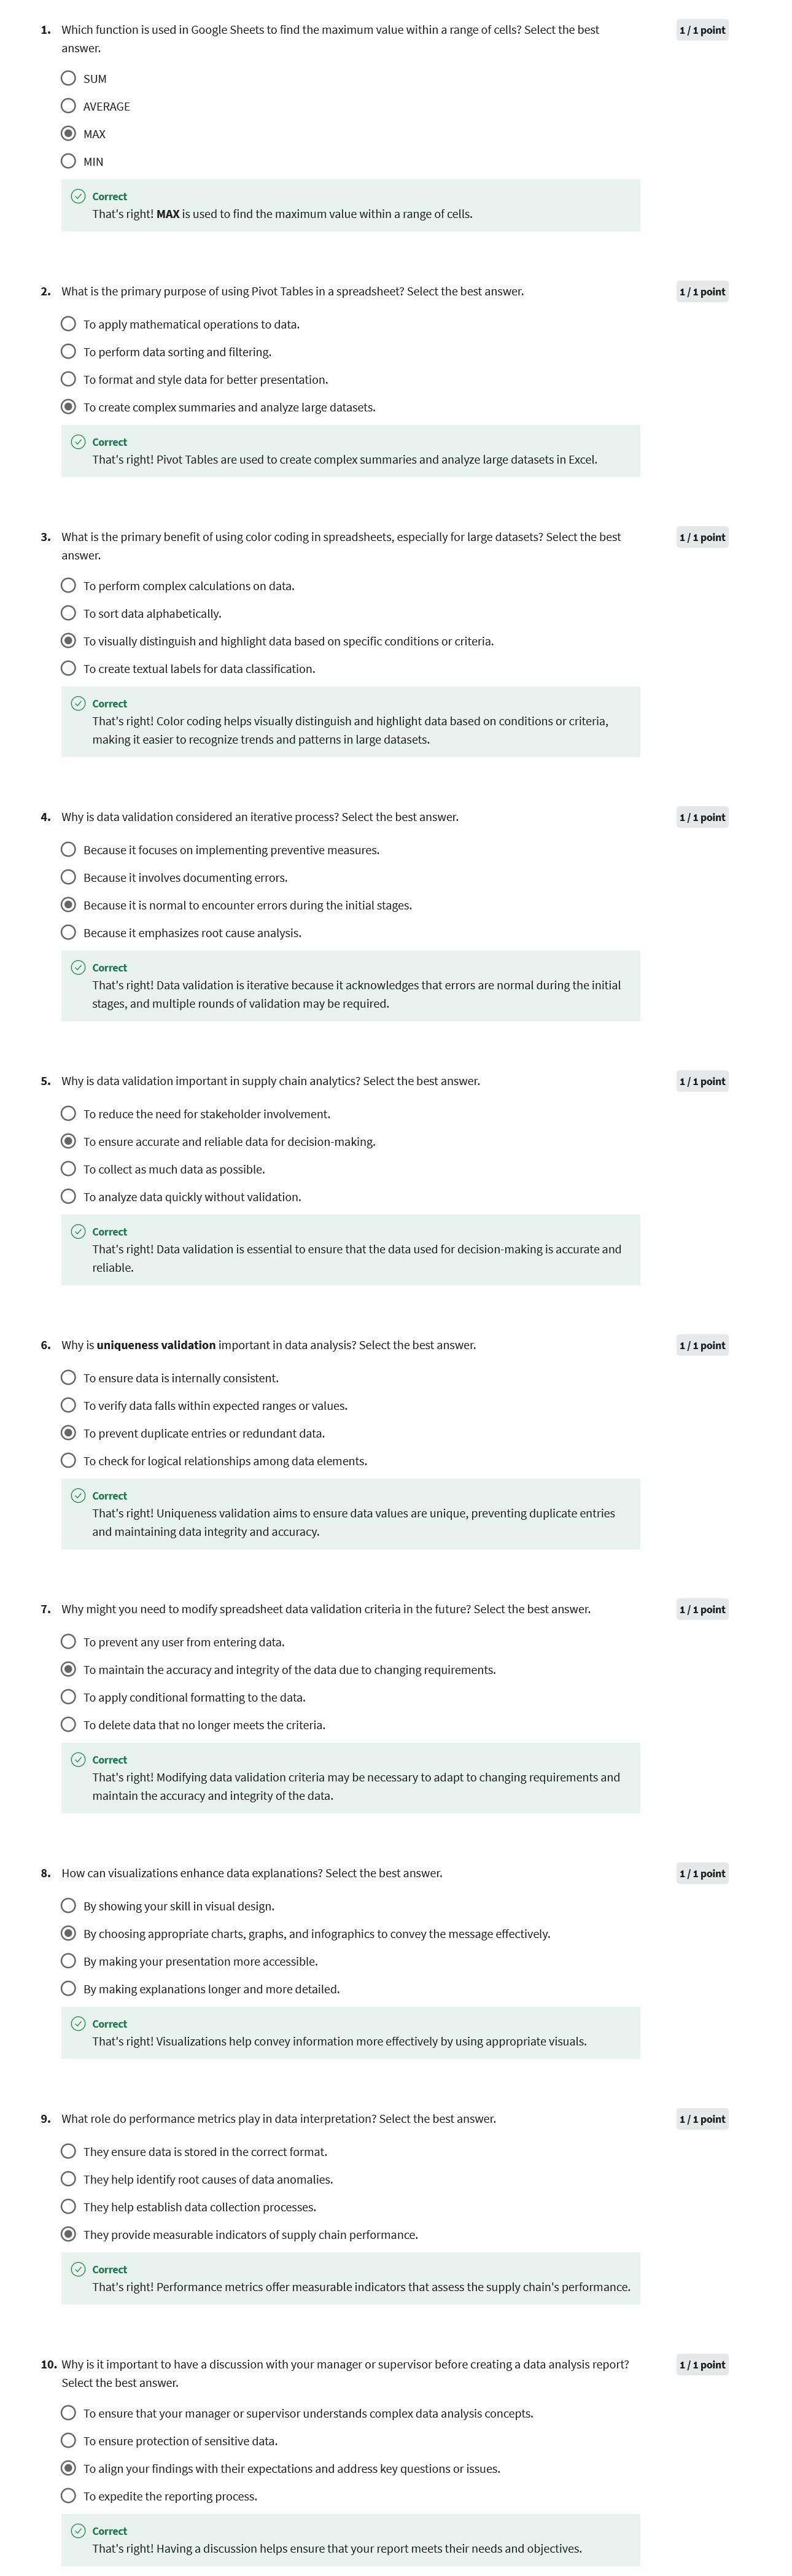 1. Which function is used in Google Sheets to find the maximum value within a range of cells? Select the best
answer.
1 / 1 point
SUM
AVERAGE
MAX
MIN
Correct
That's right! MAX is used to find the maximum value within a range of cells.
2. What is the primary purpose of using Pivot Tables in a spreadsheet? Select the best answer.
1 / 1 point
To apply mathematical operations to data.
To perform data sorting and filtering.
To format and style data for better presentation.
To create complex summaries and analyze large datasets.
Correct
That's right! Pivot Tables are used to create complex summaries and analyze large datasets in Excel.
3. What is the primary benefit of using color coding in spreadsheets, especially for large datasets? Select the best
answer.
1 / 1 point
To perform complex calculations on data.
To sort data alphabetically.
To visually distinguish and highlight data based on specific conditions or criteria.
To create textual labels for data classification.
Correct
That's right! Color coding helps visually distinguish and highlight data based on conditions or criteria,
making it easier to recognize trends and patterns in large datasets.
4. Why is data validation considered an iterative process? Select the best answer.
1 / 1 point
Because it focuses on implementing preventive measures.
Because it involves documenting errors.
Because it is normal to encounter errors during the initial stages.
Because it emphasizes root cause analysis.
Correct
That's right! Data validation is iterative because it acknowledges that errors are normal during the initial
stages, and multiple rounds of validation may be required.
5. Why is data validation important in supply chain analytics? Select the best answer.
1 / 1 point
To reduce the need for stakeholder involvement.
To ensure accurate and reliable data for decision-making.
To collect as much data as possible.
To analyze data quickly without validation.
Correct
That's right! Data validation is essential to ensure that the data used for decision-making is accurate and
reliable.
6. Why is uniqueness validation important in data analysis? Select the best answer.
1 / 1 point
To ensure data is internally consistent.
To verify data falls within expected ranges or values.
To prevent duplicate entries or redundant data.
To check for logical relationships among data elements.
Correct
That's right! Uniqueness validation aims to ensure data values are unique, preventing duplicate entries
and maintaining data integrity and accuracy.
7. Why might you need to modify spreadsheet data validation criteria in the future? Select the best answer.
1 / 1 point
To prevent any user from entering data.
To maintain the accuracy and integrity of the data due to changing requirements.
To apply conditional formatting to the data.
To delete data that no longer meets the criteria.
Correct
That's right! Modifying data validation criteria may be necessary to adapt to changing requirements and
maintain the accuracy and integrity of the data.
8. How can visualizations enhance data explanations? Select the best answer.
1 / 1 point
By showing your skill in visual design.
By choosing appropriate charts, graphs, and infographics to convey the message effectively.
By making your presentation more accessible.
By making explanations longer and more detailed.
Correct
That's right! Visualizations help convey information more effectively by using appropriate visuals.
9. What role do performance metrics play in data interpretation? Select the best answer.
1 / 1 point
They ensure data is stored in the correct format.
They help identify root causes of data anomalies.
They help establish data collection processes.
They provide measurable indicators of supply chain performance.
Correct
That's right! Performance metrics offer measurable indicators that assess the supply chain's performance.
10. Why is it important to have a discussion with your manager or supervisor before creating a data analysis report?
Select the best answer.
1 / 1 point
To ensure that your manager or supervisor understands complex data analysis concepts.
To ensure protection of sensitive data.
To align your findings with their expectations and address key questions or issues.
To expedite the reporting process.
Correct
That's right! Having a discussion helps ensure that your report meets their needs and objectives.